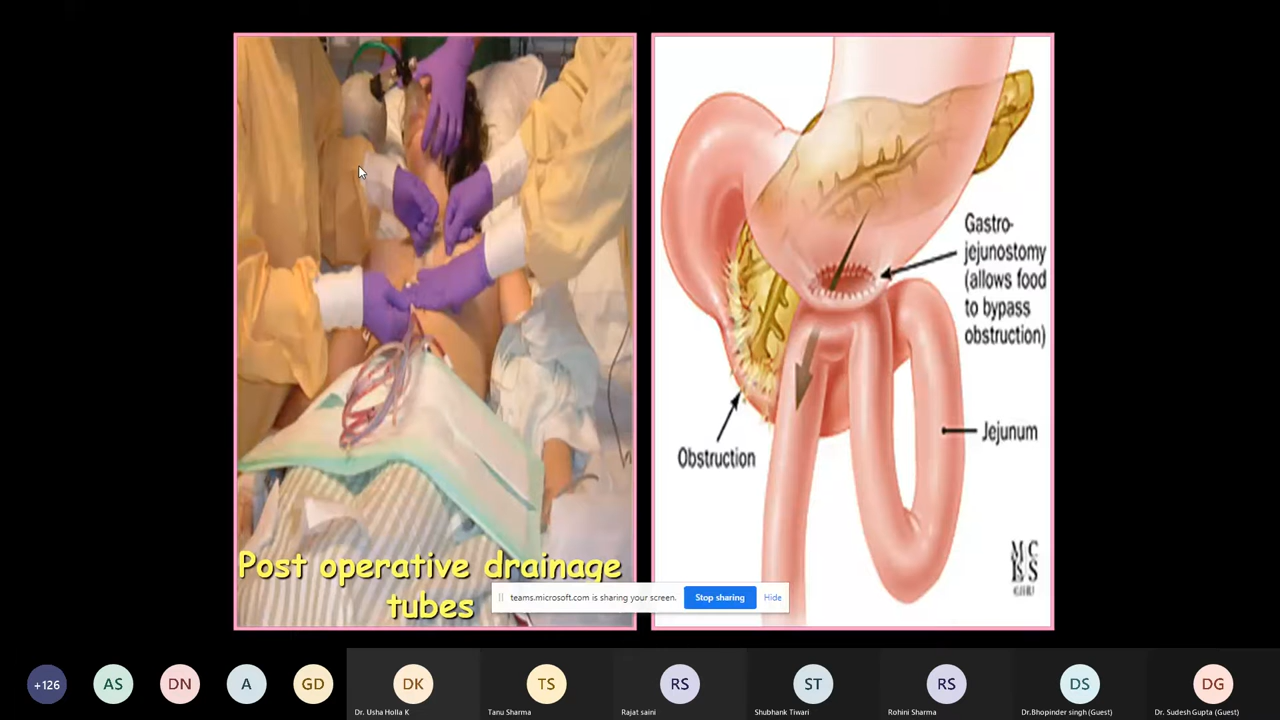 Gastro-
jejunostomy
(allows food
to bypass
obstruction)
Jejunum
Obstruction
Post operative drainage
tubes
teams.microsoft.com is sharing your screen.
Stop sharing
Hide
+126
AS
DN
A
GD
DK
TS
RS
ST
RS
DS
DG
Dr. Usha Holla K
Tanu Sharma
Rajat saini
Shubhank Tiwari
Rohini Sharma
Dr.Bhopinder singh (Guest)
Dr. Sudesh Gupta (Guest)